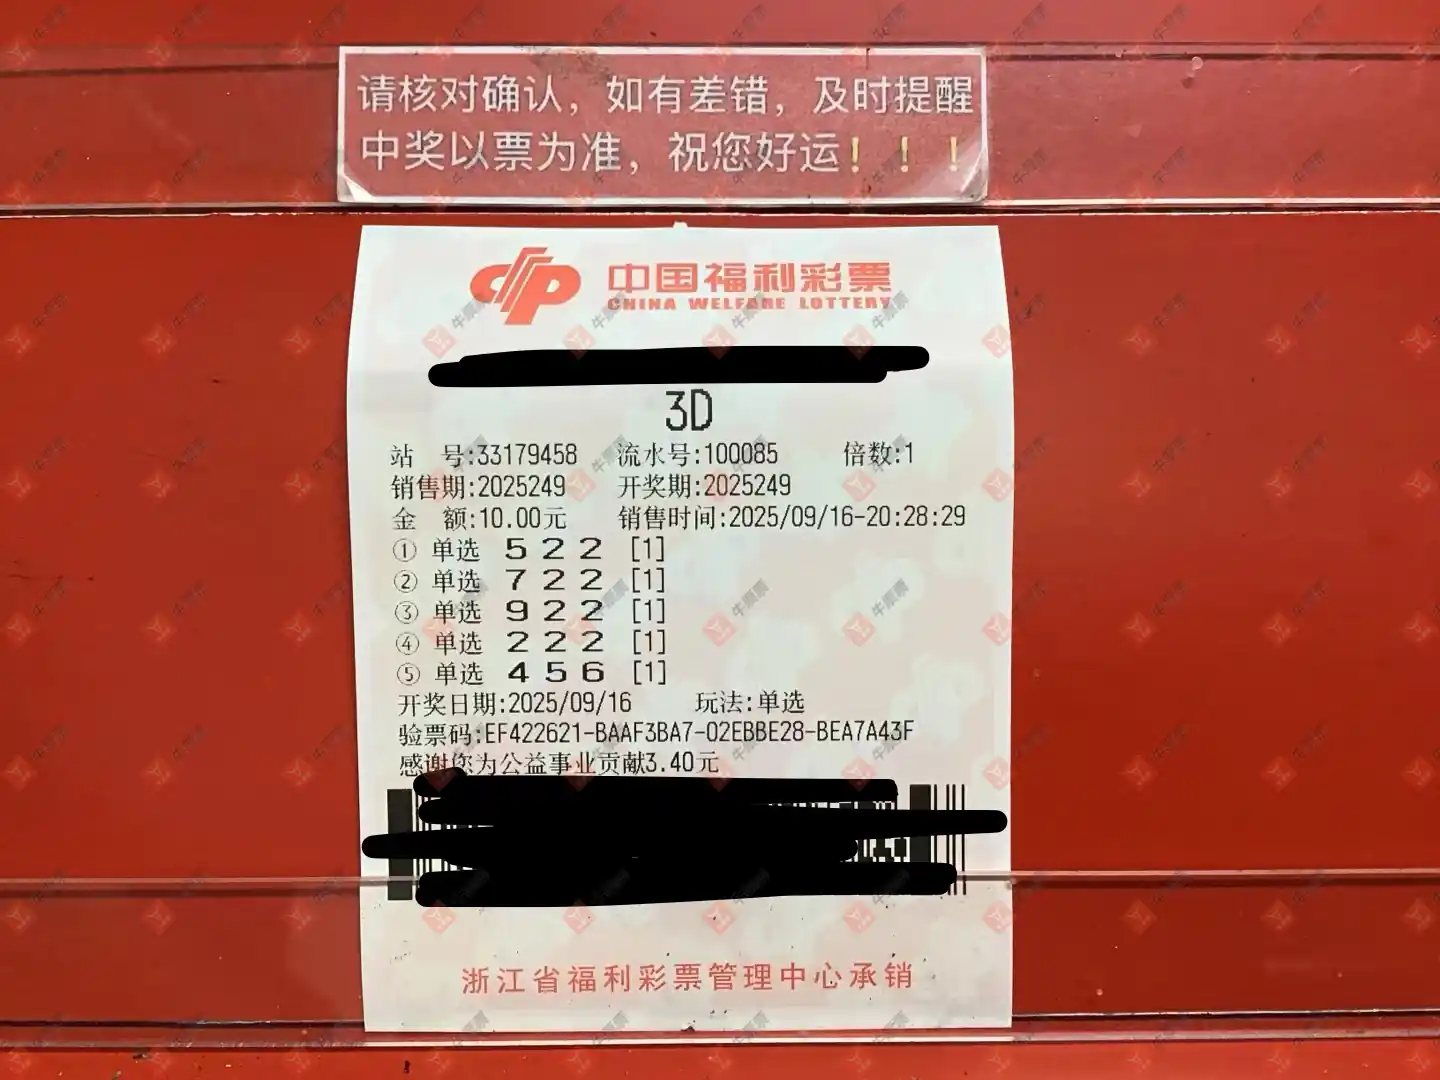 请核对确认，如有差错，及时提醒
中奖以票为准，祝您好运！！！
中国福利彩票
CHINA WELFARE LOTTERY
3D
站 号:33179458 流水号:100085 倍数:1
销售期:2025249 开奖期:2025249
金 额:10.00元 销售时间:2025/09/16-20:28:29
① 单选 5 2 2 [1]
② 单选 7 2 2 [1]
③ 单选 9 2 2 [1]
④ 单选 2 2 2 [1]
⑤ 单选 4 5 6 [1]
开奖日期:2025/09/16 玩法:单选
验票码:EF422621-BAAF3BA7-02EBBE28-BEA7A43F
感谢您为公益事业贡献3.40元
浙江省福利彩票管理中心承销